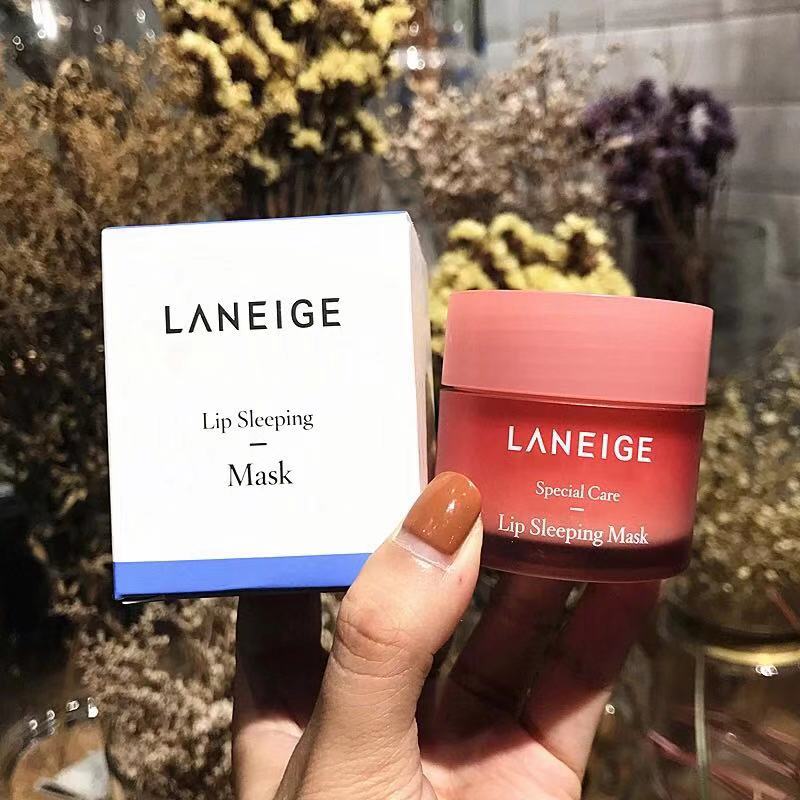 LANEIGE
Lip Sleeping
Mask
LANEIGE
Special Care
Lip Sleeping Mask